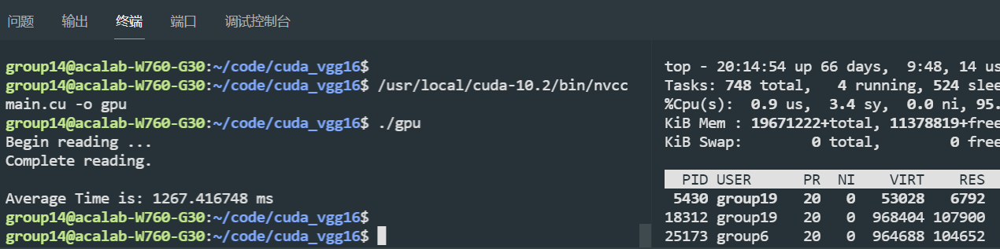 问题 输出 终端 端口 调试控制台
group14@acalab-W760-G30:~/code/cuda_vgg16$
group14@acalab-W760-G30:~/code/cuda_vgg16$ /usr/local/cuda-10.2/bin/nvcc
main.cu -o gpu
group14@acalab-W760-G30:~/code/cuda_vgg16$ ./gpu
Begin reading ...
Complete reading.
Average Time is: 1267.416748 ms
group14@acalab-W760-G30:~/code/cuda_vgg16$
group14@acalab-W760-G30:~/code/cuda_vgg16$
top - 20:14:54 up 66 days,  9:48, 14 us
Tasks: 748 total,   4 running, 524 slee
%Cpu(s):  0.9 us,  3.4 sy,  0.0 ni, 95.
KiB Mem : 19671222+total, 11378819+free
KiB Swap:        0 total,        0 free
PID USER      PR  NI    VIRT    RES
5430 group19   20   0   53028   6792
18312 group19   20   0  968404 107900
25173 group6    20   0  964688 104652